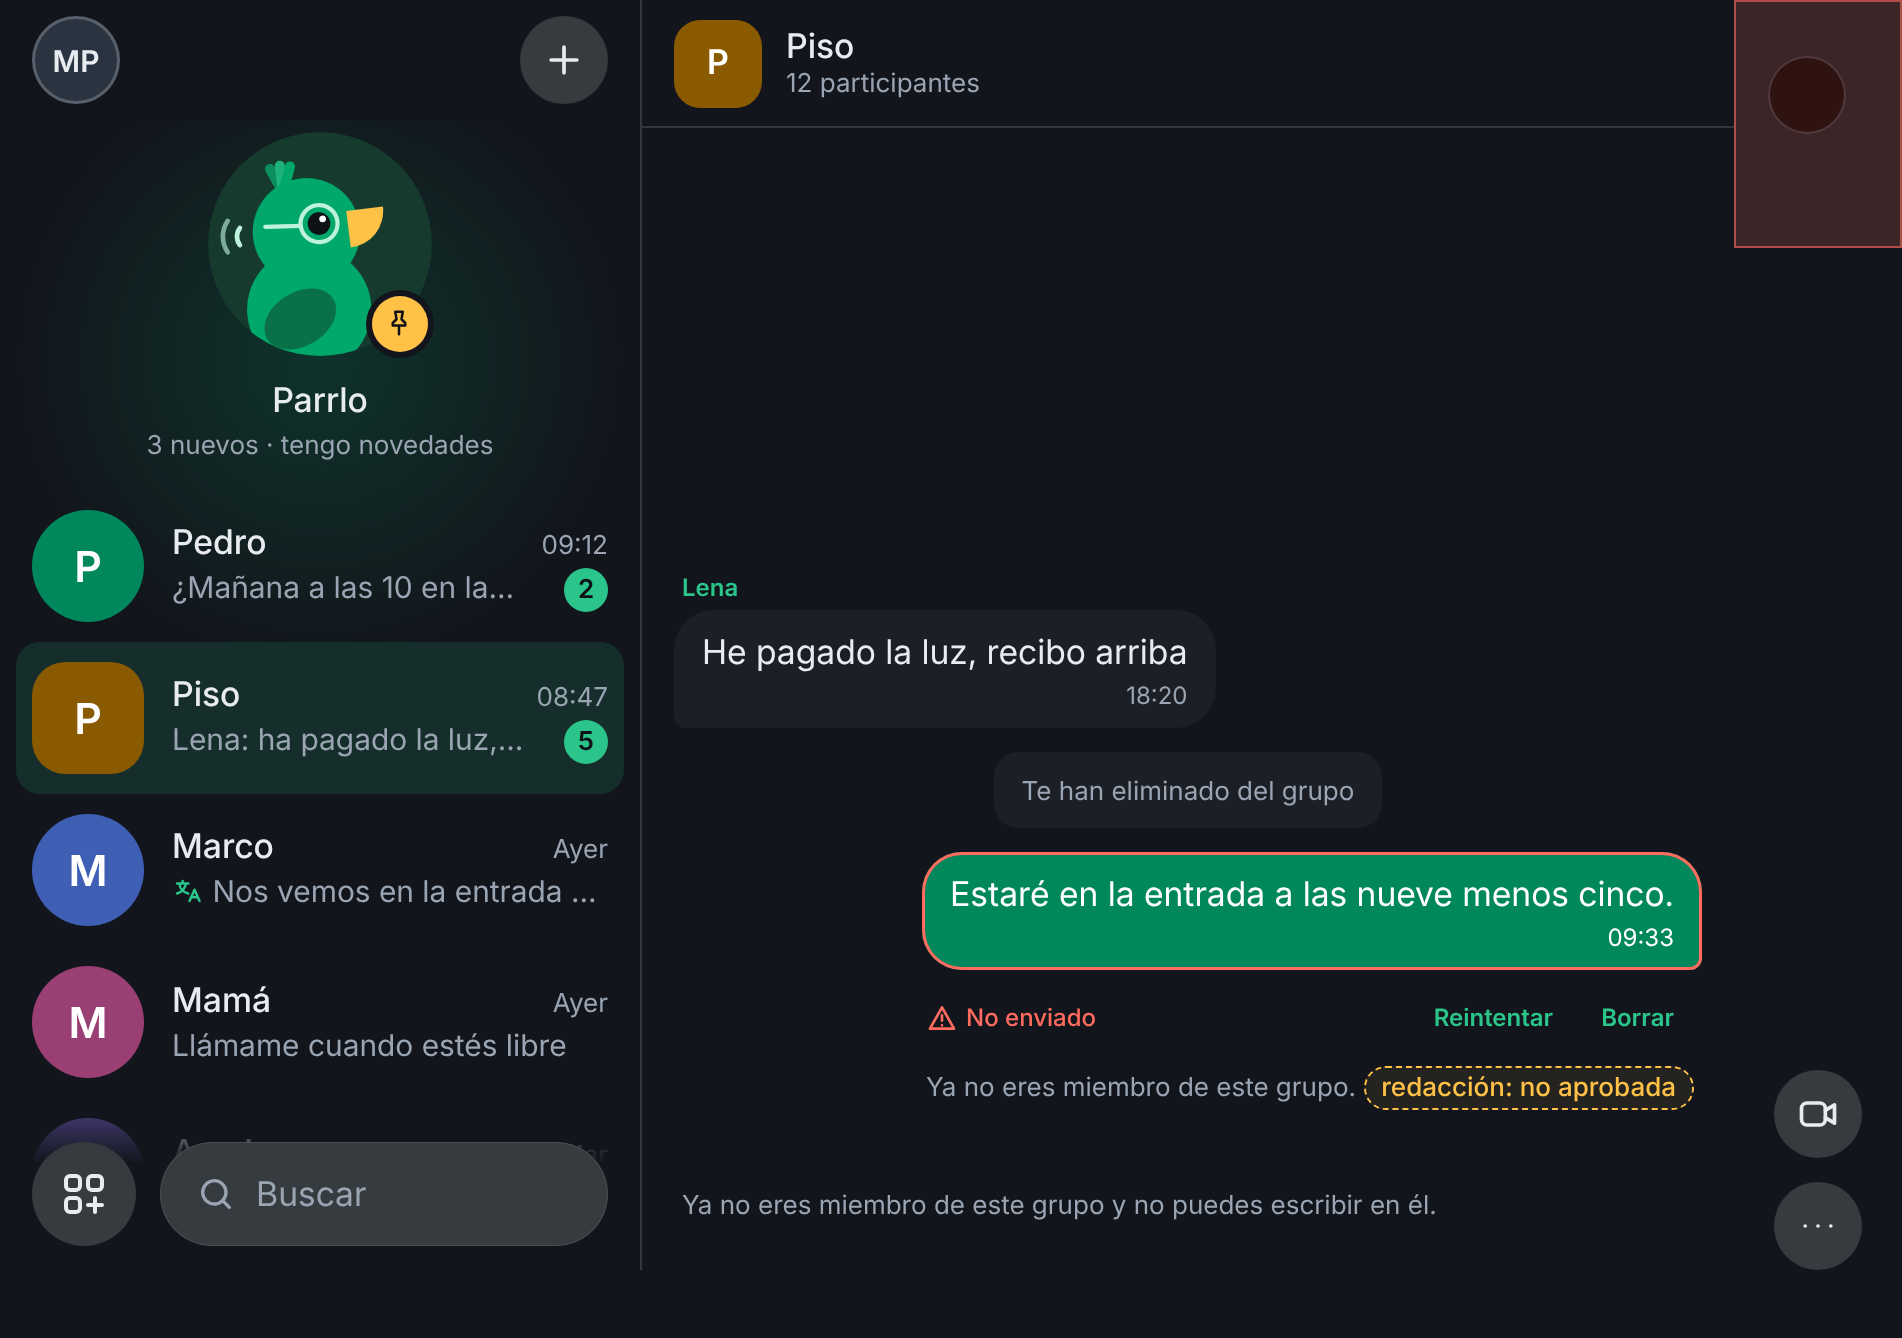 MP
Parrlo
3 nuevos · tengo novedades
P
Pedro
09:12
¿Mañana a las 10 en la...
2
P
Piso
08:47
Lena: ha pagado la luz,...
5
M
Marco
Ayer
Nos vemos en la entrada ...
M
Mamá
Ayer
Llámame cuando estés libre
Buscar
P
Piso
12 participantes
Lena
He pagado la luz, recibo arriba
18:20
Te han eliminado del grupo
Estaré en la entrada a las nueve menos cinco.
09:33
No enviado
Reintentar
Borrar
Ya no eres miembro de este grupo. redacción: no aprobada
Ya no eres miembro de este grupo y no puedes escribir en él.